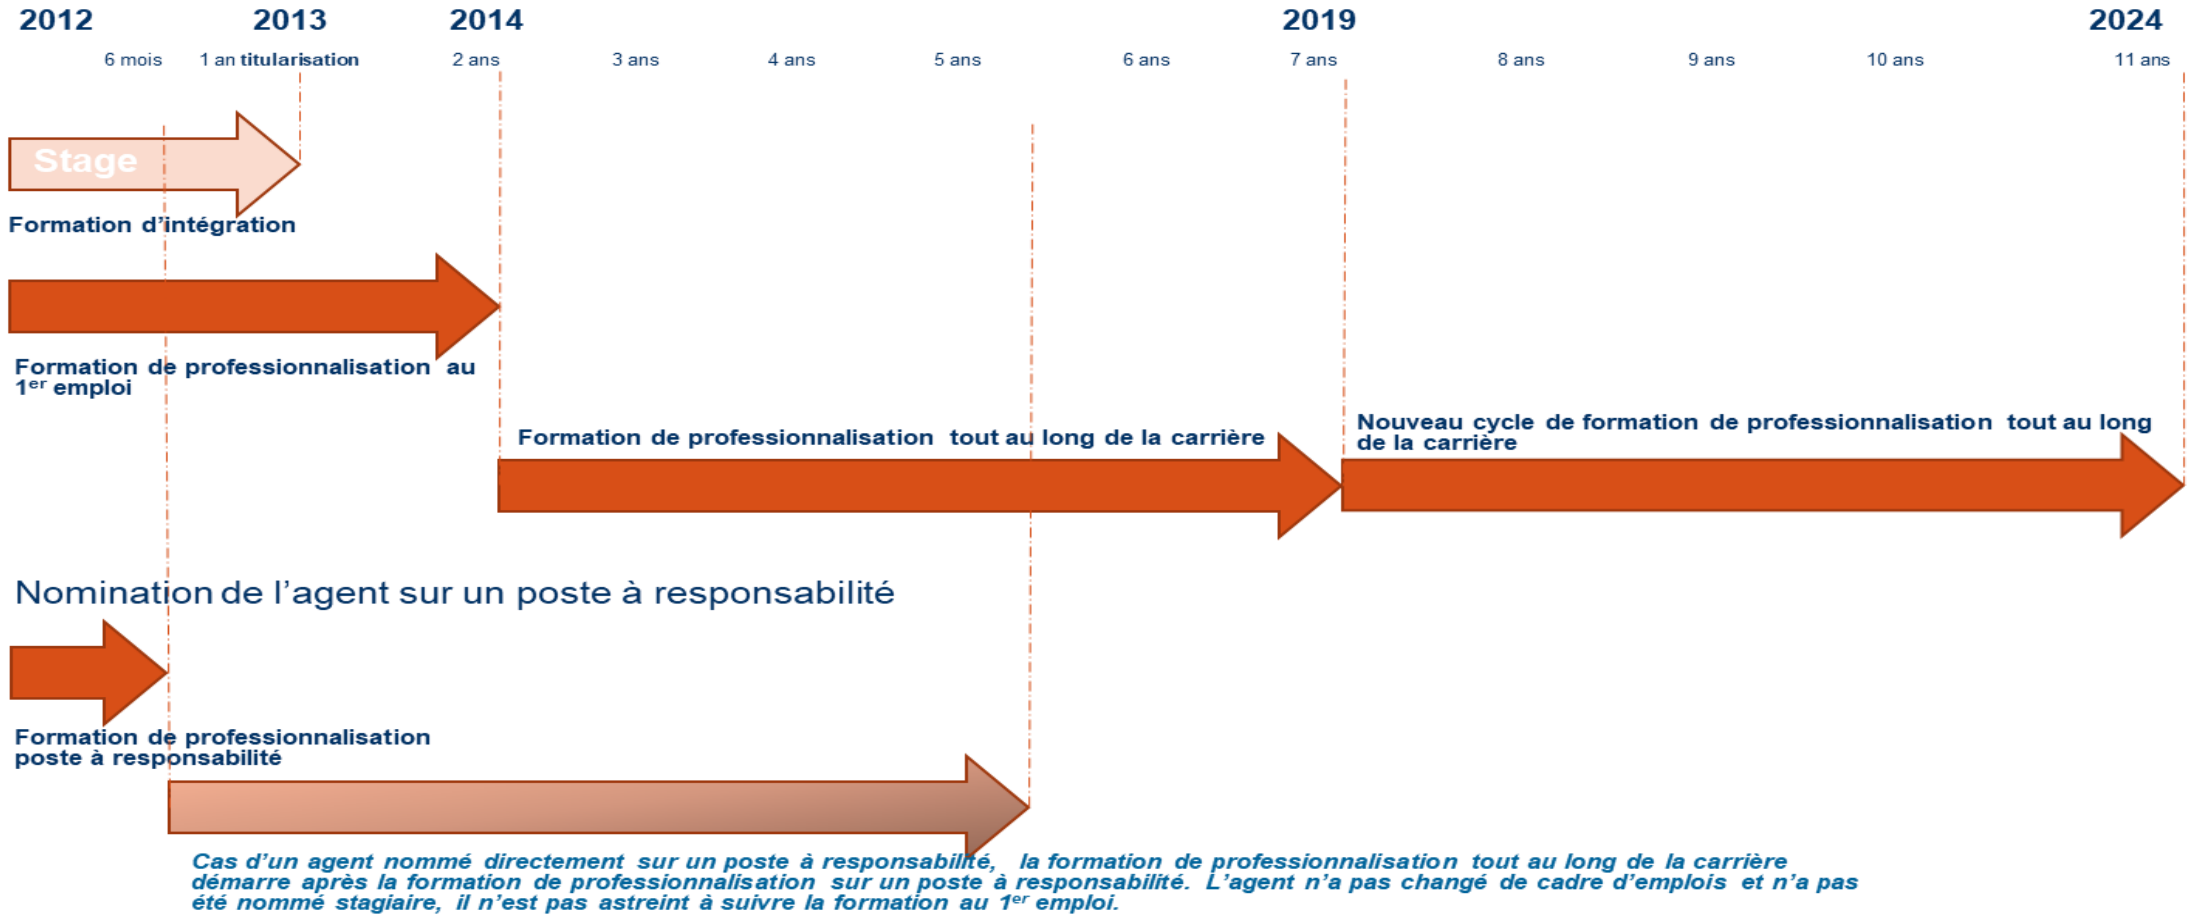 2012 2013 2014 2019 2024
6 mois 1 an titularisation 2 ans 3 ans 4 ans 5 ans 6 ans 7 ans 8 ans 9 ans 10 ans 11 ans
Stage
Formation d’intégration
Formation de professionnalisation au
1er emploi
Formation de professionnalisation tout au long de la carrière
Nouveau cycle de formation de professionnalisation tout au long
de la carrière
Nomination de l’agent sur un poste à responsabilité
Formation de professionnalisation
poste à responsabilité
Cas d’un agent nommé directement sur un poste à responsabilité, la formation de professionnalisation tout au long de la carrière
démarre après la formation de professionnalisation sur un poste à responsabilité. L’agent n’a pas changé de cadre d’emplois et n’a pas
été nommé stagiaire, il n’est pas astreint à suivre la formation au 1er emploi.